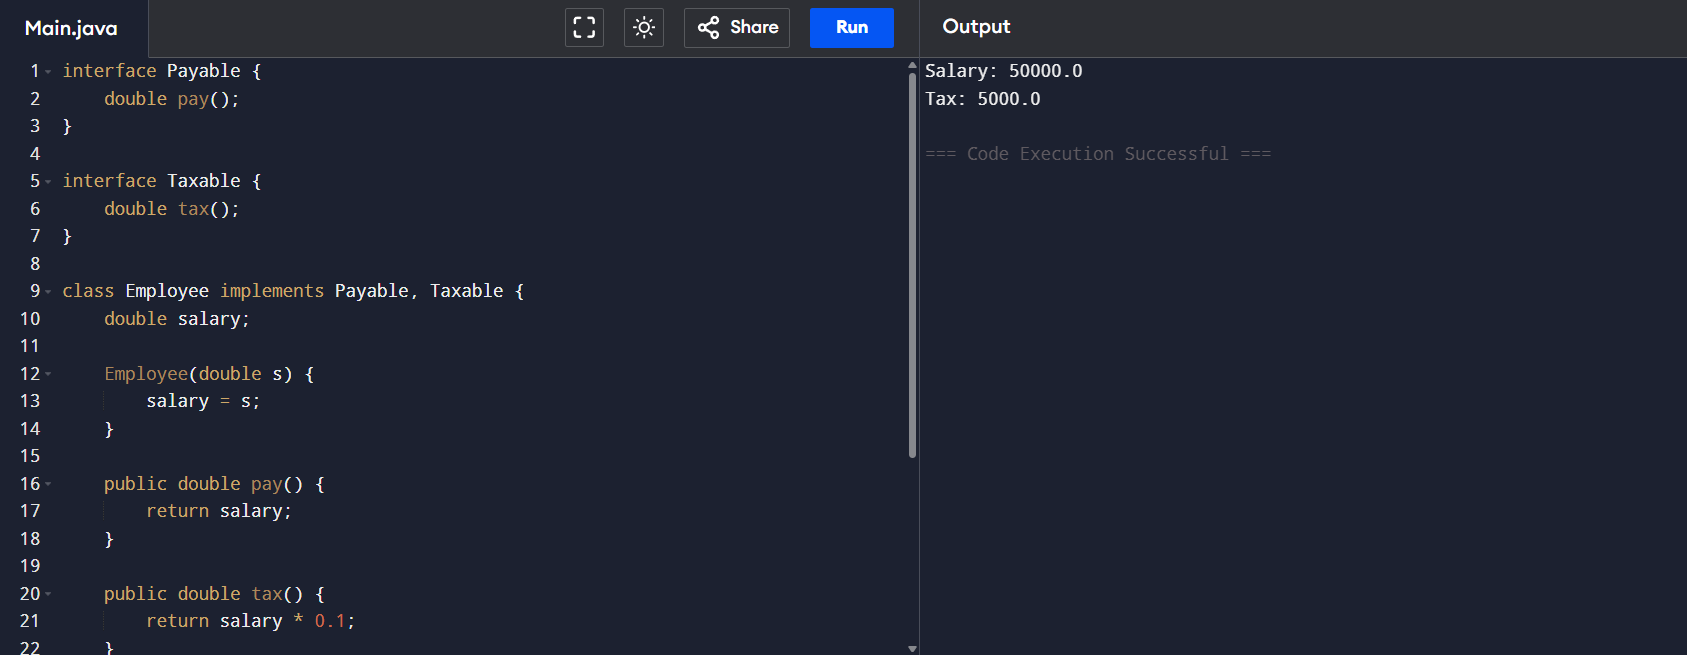 Main.java
Share
Run
Output
1 interface Payable {
2     double pay();
3 }
4
5 interface Taxable {
6     double tax();
7 }
8
9 class Employee implements Payable, Taxable {
10     double salary;
11
12     Employee(double s) {
13         salary = s;
14     }
15
16     public double pay() {
17         return salary;
18     }
19
20     public double tax() {
21         return salary * 0.1;
22     }
Salary: 50000.0
Tax: 5000.0
=== Code Execution Successful ===